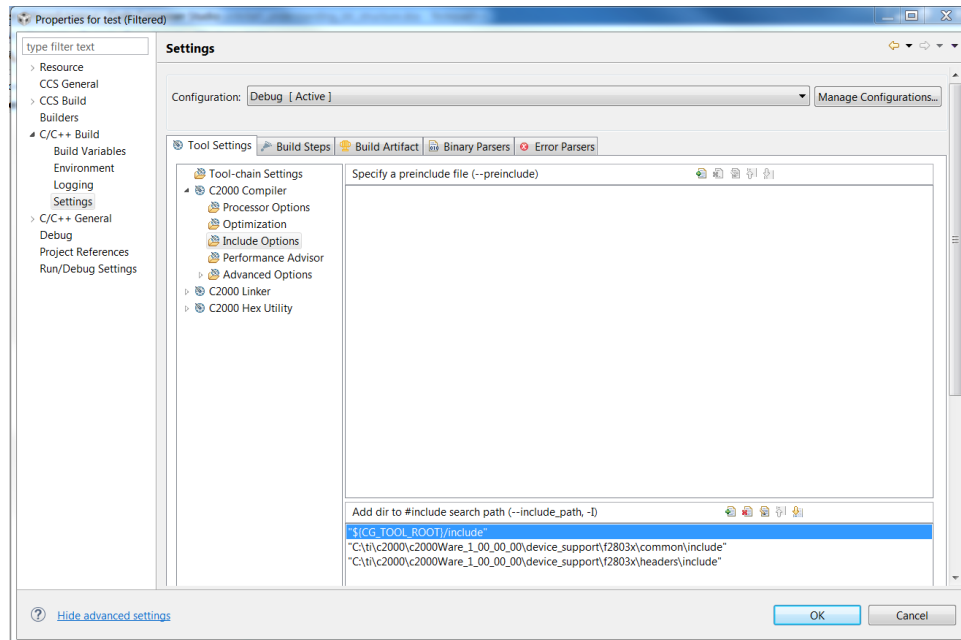 Properties for test (Filtered)
type filter text
Resource
CCS General
CCS Build
Builders
C/C++ Build
Build Variables
Environment
Logging
Settings
C/C++ General
Debug
Project References
Run/Debug Settings
Settings
Configuration: Debug [ Active ] Manage Configurations...
Tool Settings Build Steps Build Artifact Binary Parsers Error Parsers
Tool-chain Settings
C2000 Compiler
Processor Options
Optimization
Include Options
Performance Advisor
Advanced Options
C2000 Linker
C2000 Hex Utility
Specify a preinclude file (--preinclude)
Add dir to #include search path (--include_path, -I)
"${CG_TOOL_ROOT}/include"
"C:\ti\c2000\c2000Ware_1_00_00_00\device_support\f2803x\common\include"
"C:\ti\c2000\c2000Ware_1_00_00_00\device_support\f2803x\headers\include"
Hide advanced settings
OK Cancel